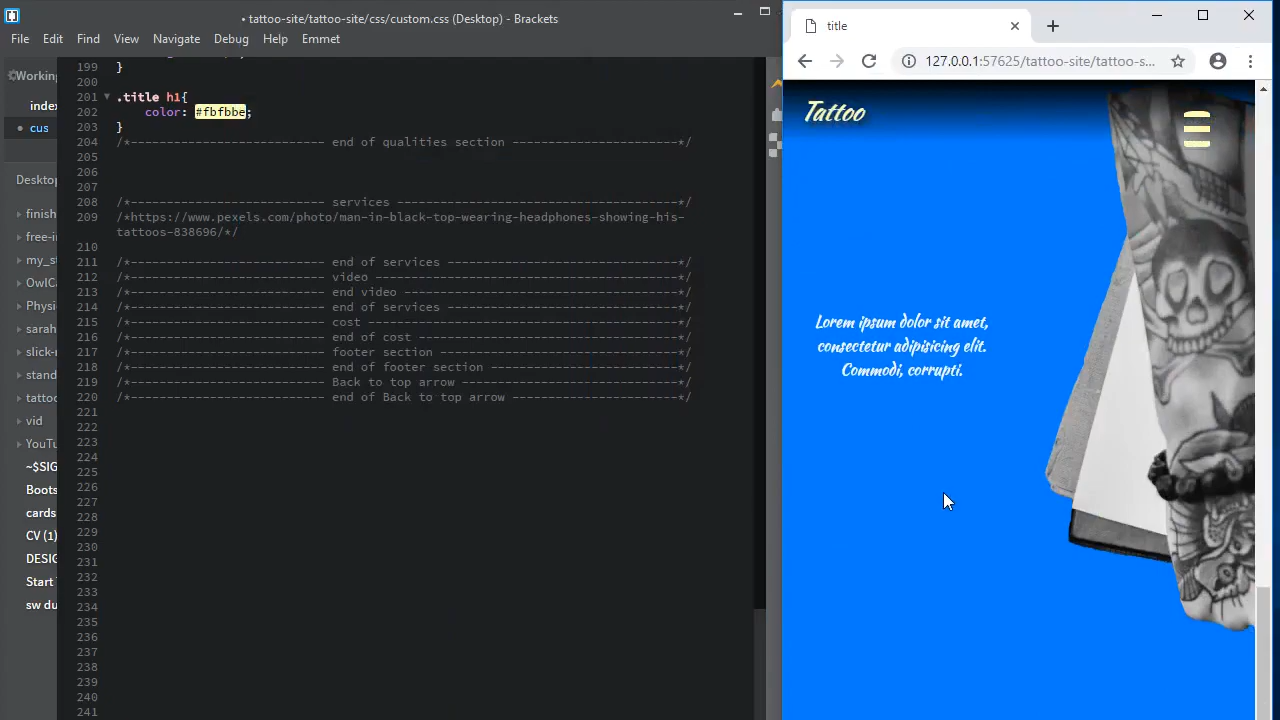 • tattoo-site/tattoo-site/css/custom.css (Desktop) - Brackets
File Edit Find View Navigate Debug Help Emmet
Working
index
• cus
Desktop
finish
free-i
my_s
OwlCa
Physi
sarah
slick-
stand
tattoo
vid
YouTu
~$SIG
Boots
cards
CV (1)
DESIG
Start
sw du
199 }
200
201 .title h1{
202 color: #fbfbbe;
203 }
204 /*--------------------------- end of qualities section -----------------------*/
205
206
207
208 /*--------------------------- services ---------------------------------------*/
209 /*https://www.pexels.com/photo/man-in-black-top-wearing-headphones-showing-his-
tattoos-838696/*/
210
211 /*--------------------------- end of services --------------------------------*/
212 /*--------------------------- video ------------------------------------------*/
213 /*--------------------------- end video --------------------------------------*/
214 /*--------------------------- end of services --------------------------------*/
215 /*--------------------------- cost -------------------------------------------*/
216 /*--------------------------- end of cost ------------------------------------*/
217 /*--------------------------- footer section ---------------------------------*/
218 /*--------------------------- end of footer section --------------------------*/
219 /*--------------------------- Back to top arrow ------------------------------*/
220 /*--------------------------- end of Back to top arrow -----------------------*/
221
222
223
224
225
226
227
228
229
230
231
232
233
234
235
236
237
238
239
240
241
title
127.0.0.1:57625/tattoo-site/tattoo-s...
Tattoo
Lorem ipsum dolor sit amet,
consectetur adipisicing elit.
Commodi, corrupti.